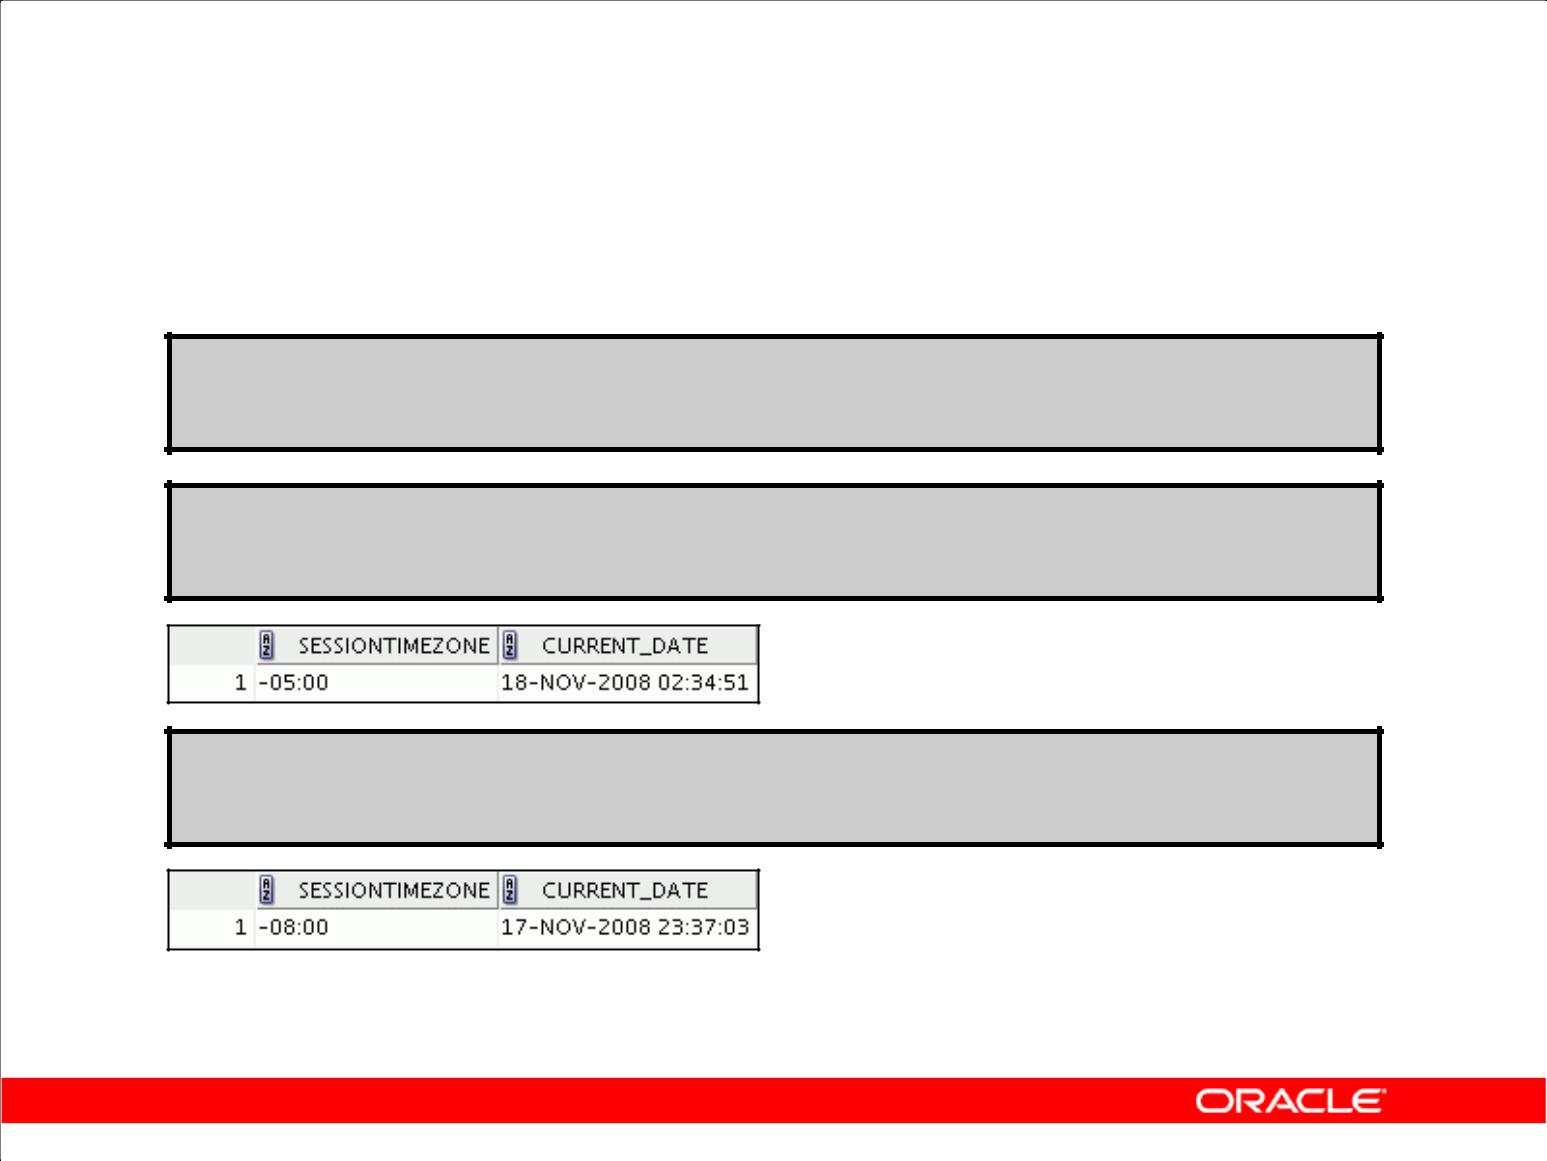 SESSIONTIMEZONE CURRENT_DATE
1 -05:00 18-NOV-2008 02:34:51
SESSIONTIMEZONE CURRENT_DATE
1 -08:00 17-NOV-2008 23:37:03
ORACLE